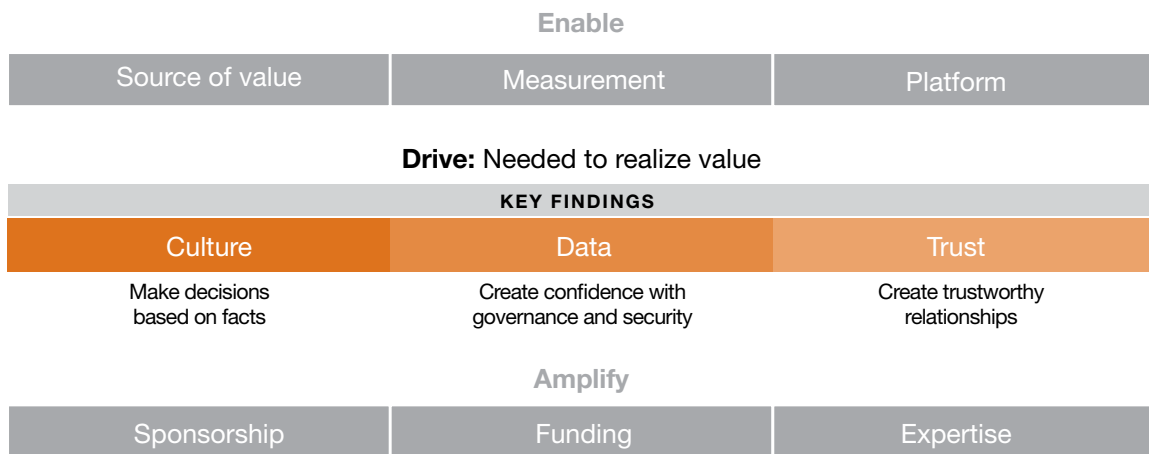 Enable
Source of value
Measurement
Platform
Drive: Needed to realize value
KEY FINDINGS
Culture
Data
Trust
Make decisions
based on facts
Create confidence with
governance and security
Create trustworthy
relationships
Amplify
Sponsorship
Funding
Expertise